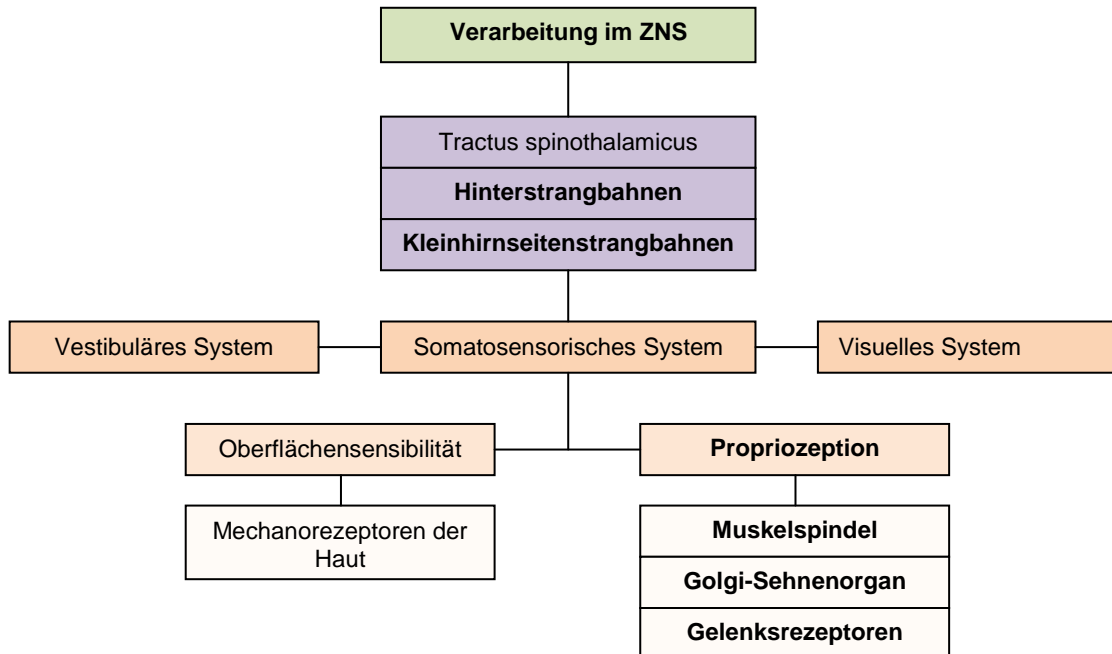 Verarbeitung im ZNS
Tractus spinothalamicus
Hinterstrangbahnen
Kleinhirnseitenstrangbahnen
Vestibuläres System
Somatosensorisches System
Visuelles System
Oberflächensensibilität
Propriozeption
Mechanorezeptoren der
Haut
Muskelspindel
Golgi-Sehnenorgan
Gelenksrezeptoren